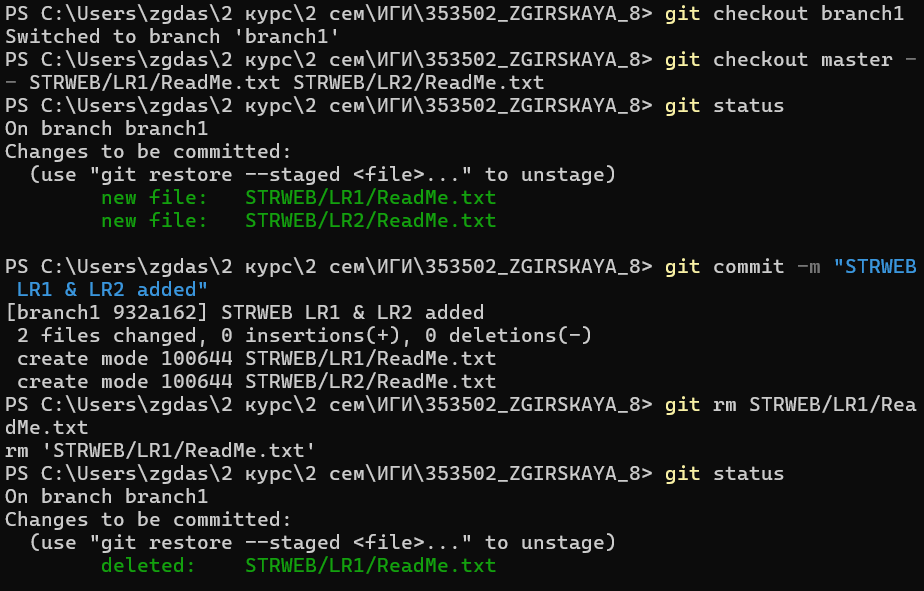 PS C:\Users\zgdas\2 курс\2 сем\ИГИ\353502_ZGIRSKAYA_8> git checkout branch1
Switched to branch 'branch1'
PS C:\Users\zgdas\2 курс\2 сем\ИГИ\353502_ZGIRSKAYA_8> git checkout master -
- STRWEB/LR1/ReadMe.txt STRWEB/LR2/ReadMe.txt
PS C:\Users\zgdas\2 курс\2 сем\ИГИ\353502_ZGIRSKAYA_8> git status
On branch branch1
Changes to be committed:
  (use "git restore --staged <file>..." to unstage)
        new file:   STRWEB/LR1/ReadMe.txt
        new file:   STRWEB/LR2/ReadMe.txt

PS C:\Users\zgdas\2 курс\2 сем\ИГИ\353502_ZGIRSKAYA_8> git commit -m "STRWEB
 LR1 & LR2 added"
[branch1 932a162] STRWEB LR1 & LR2 added
 2 files changed, 0 insertions(+), 0 deletions(-)
 create mode 100644 STRWEB/LR1/ReadMe.txt
 create mode 100644 STRWEB/LR2/ReadMe.txt
PS C:\Users\zgdas\2 курс\2 сем\ИГИ\353502_ZGIRSKAYA_8> git rm STRWEB/LR1/Rea
dMe.txt
rm 'STRWEB/LR1/ReadMe.txt'
PS C:\Users\zgdas\2 курс\2 сем\ИГИ\353502_ZGIRSKAYA_8> git status
On branch branch1
Changes to be committed:
  (use "git restore --staged <file>..." to unstage)
        deleted:    STRWEB/LR1/ReadMe.txt